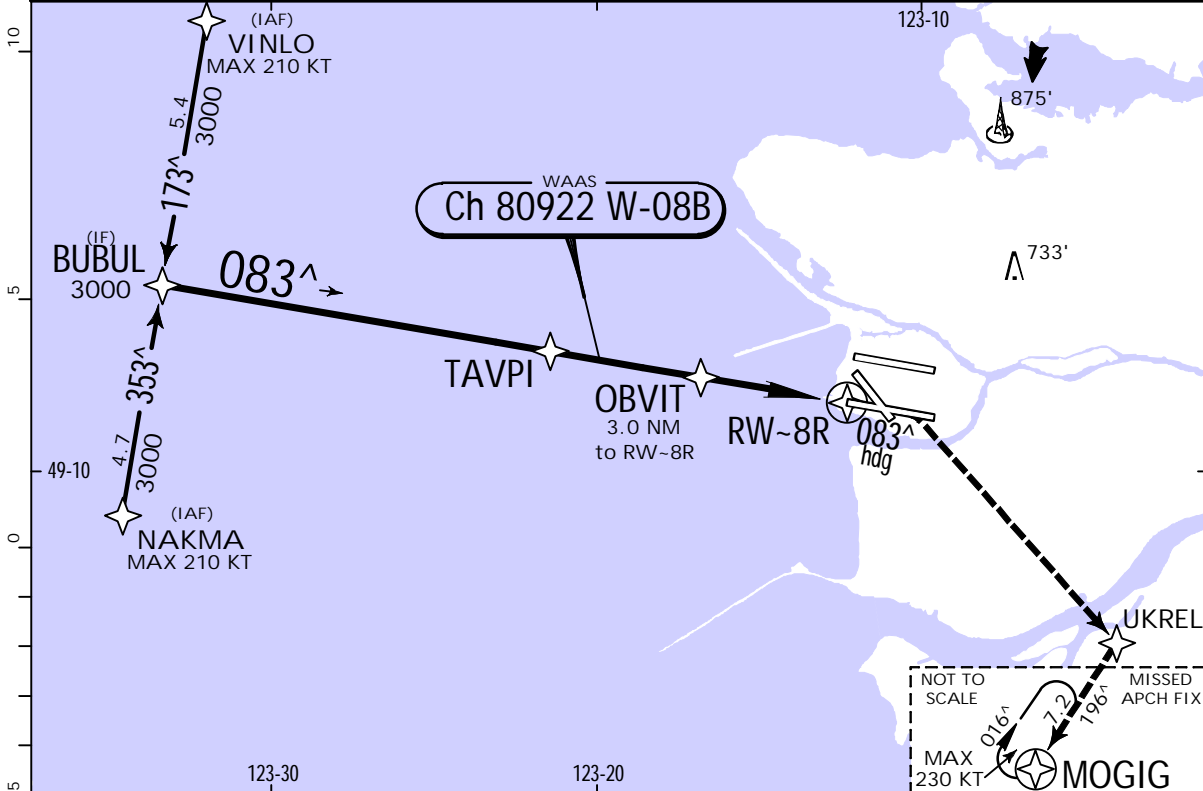 10
(IAF)
VINLO
MAX 210 KT
123-10
875'
5.4
3000
173^
WAAS
Ch 80922 W-08B
733'
(IF)
BUBUL
3000
083^
5
TAVPI
OBVIT
3.0 NM
to RW~8R
RW~8R
083^
hdg
353^
4.7
3000
49-10
(IAF)
NAKMA
MAX 210 KT
0
UKREL
NOT TO
SCALE
MISSED
APCH FIX
016^
7.2
196^
MAX
230 KT
MOGIG
123-30
123-20
5